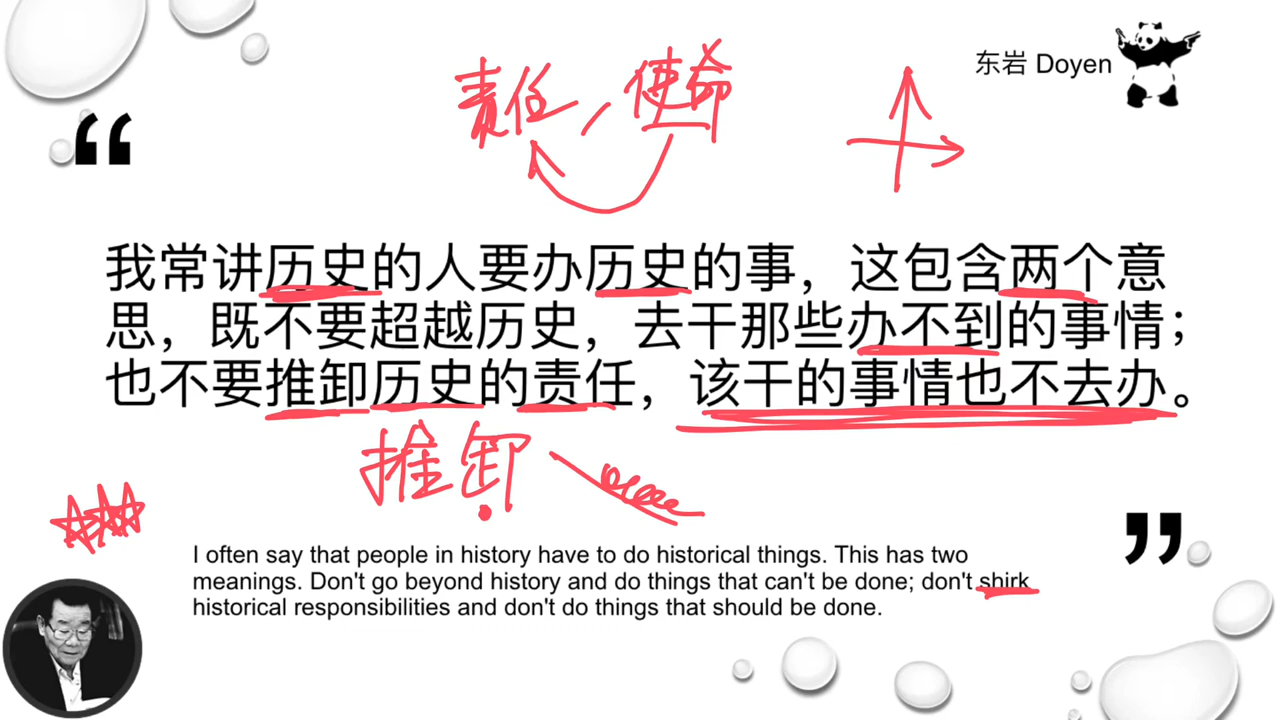 东岩 Doyen
责任，使命
“
我常讲历史的人要办历史的事，这包含两个意
思，既不要超越历史，去干那些办不到的事情；
也不要推卸历史的责任，该干的事情也不去办。
推卸
”
I often say that people in history have to do historical things. This has two
meanings. Don't go beyond history and do things that can't be done; don't shirk
historical responsibilities and don't do things that should be done.